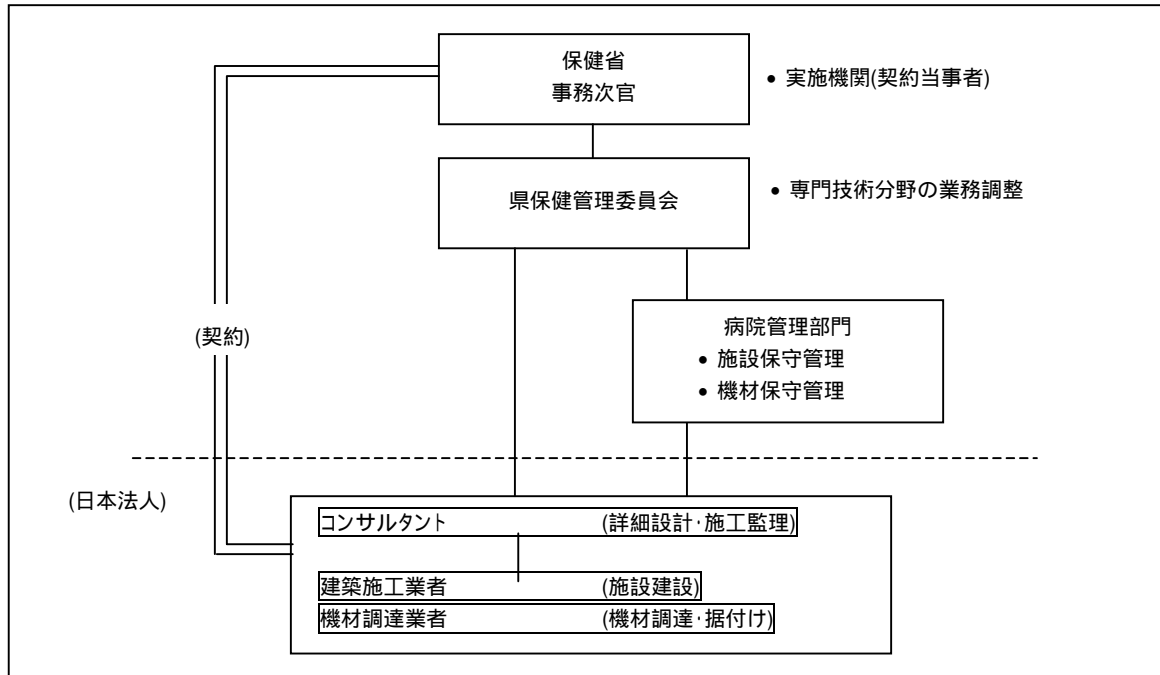 保健省
事務次官
• 実施機関(契約当事者)
県保健管理委員会
• 専門技術分野の業務調整
(契約)
病院管理部門
• 施設保守管理
• 機材保守管理
(日本法人)
コンサルタント (詳細設計･施工監理)
建築施工業者 (施設建設)
機材調達業者 (機材調達･据付け)